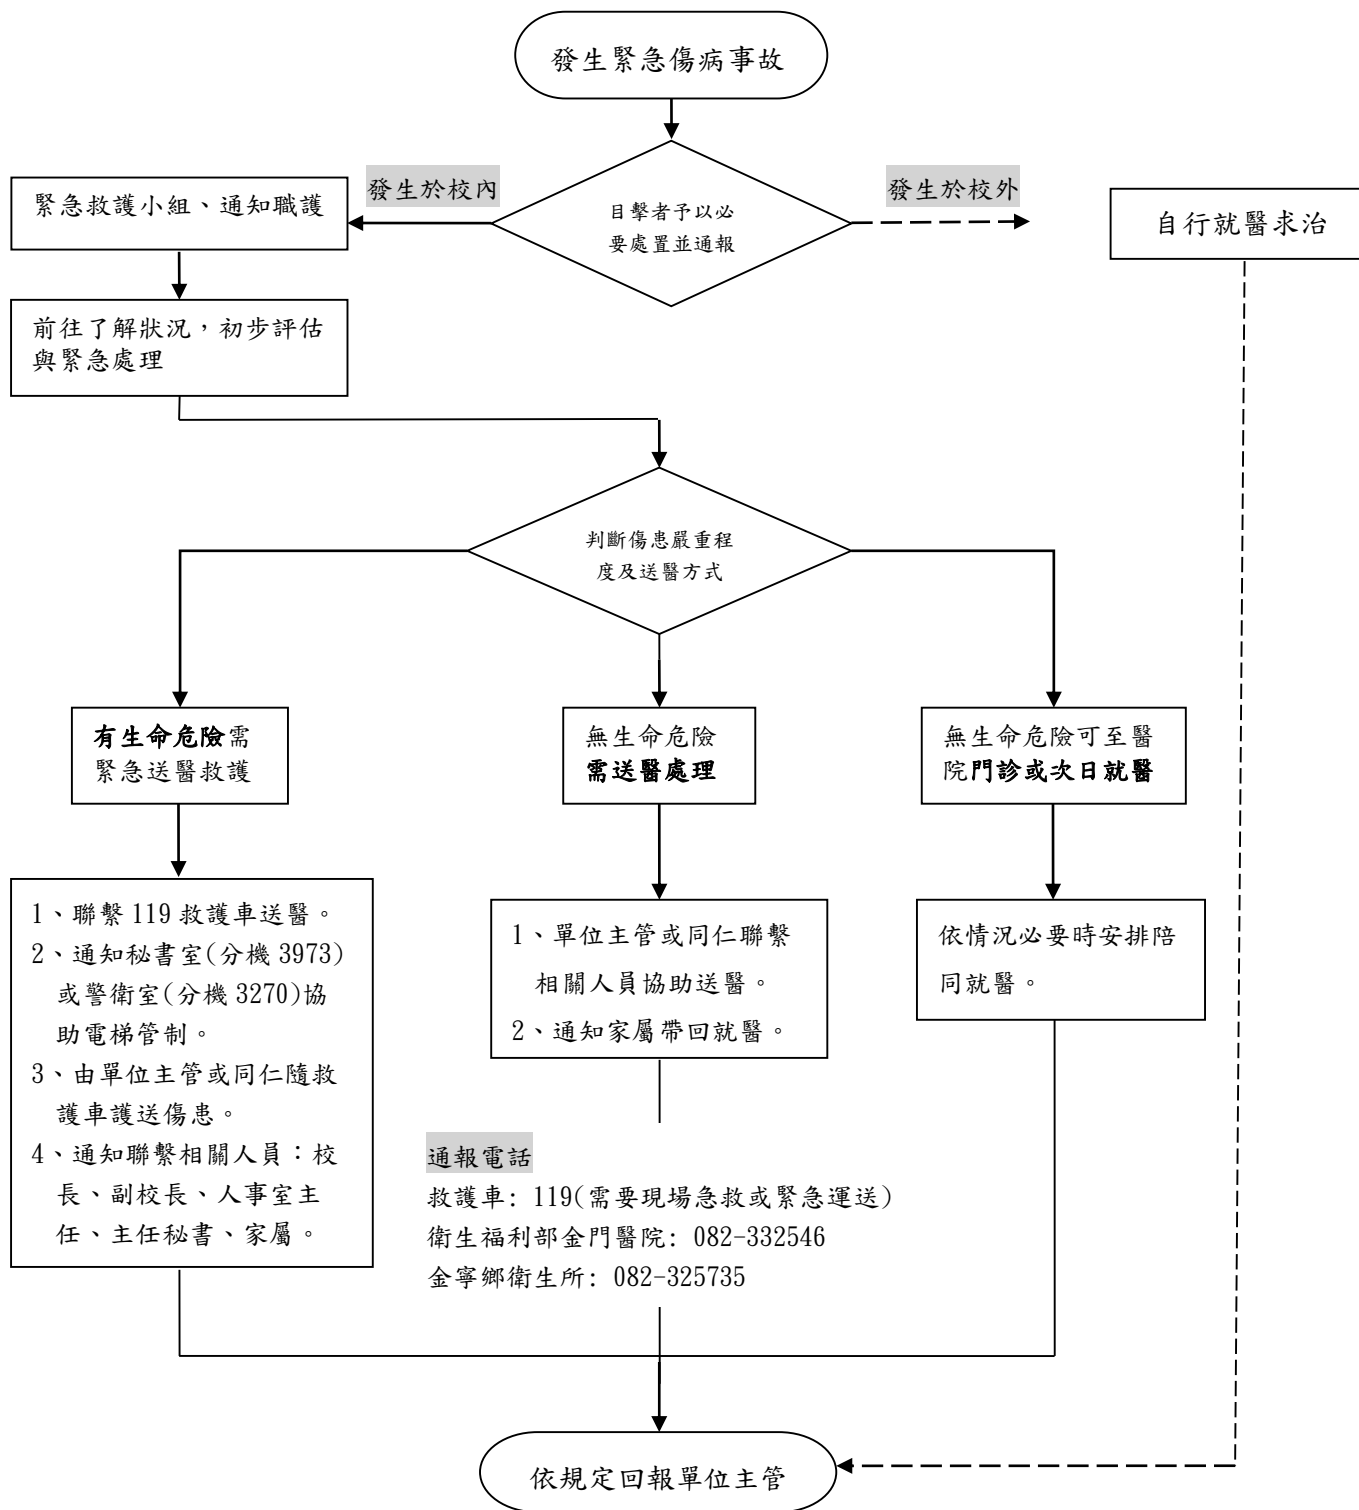 發生緊急傷病事故
發生於校內
發生於校外
緊急救護小組、通知職護
目擊者予以必
要處置並通報
自行就醫求治
前往了解狀況，初步評估
與緊急處理
判斷傷患嚴重程
度及送醫方式
有生命危險需
緊急送醫救護
無生命危險
需送醫處理
無生命危險可至醫
院門診或次日就醫
1、聯繫 119 救護車送醫。
2、通知秘書室(分機 3973)
或警衛室(分機 3270)協
助電梯管制。
3、由單位主管或同仁隨救
護車護送傷患。
4、通知聯繫相關人員：校
長、副校長、人事室主
任、主任秘書、家屬。
1、單位主管或同仁聯繫
相關人員協助送醫。
2、通知家屬帶回就醫。
依情況必要時安排陪
同就醫。
通報電話
救護車: 119(需要現場急救或緊急運送)
衛生福利部金門醫院: 082-332546
金寧鄉衛生所: 082-325735
依規定回報單位主管